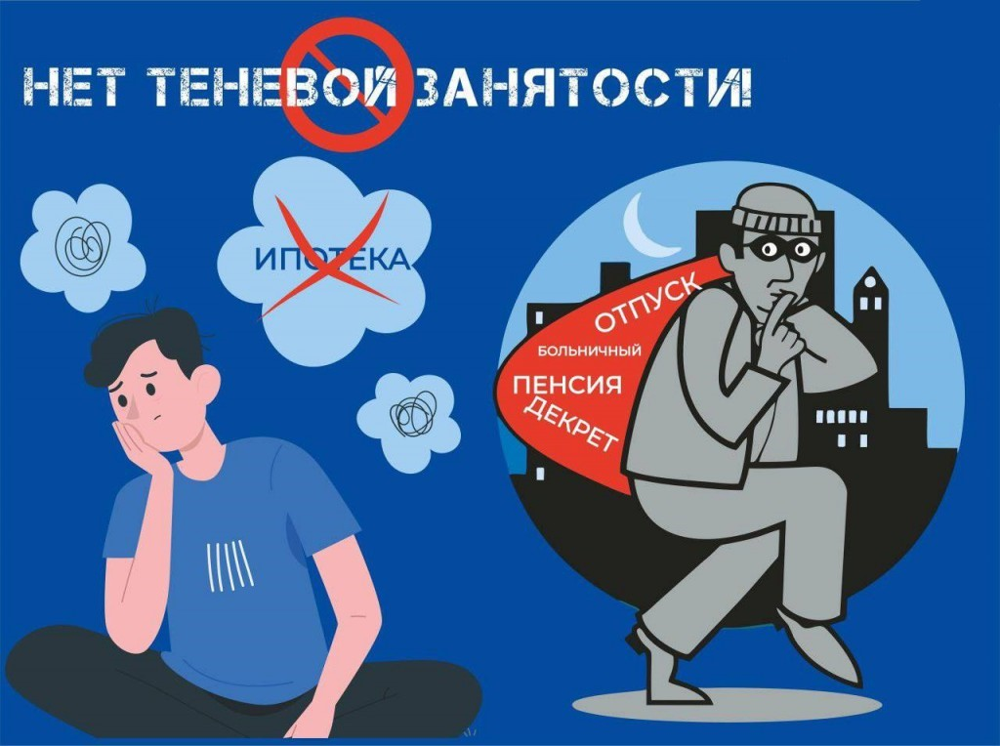 НЕТ ТЕНЕВОЙ ЗАНЯТОСТИ!
ИПОТЕКА
ОТПУСК
БОЛЬНИЧНЫЙ
ПЕНСИЯ
ДЕКРЕТ